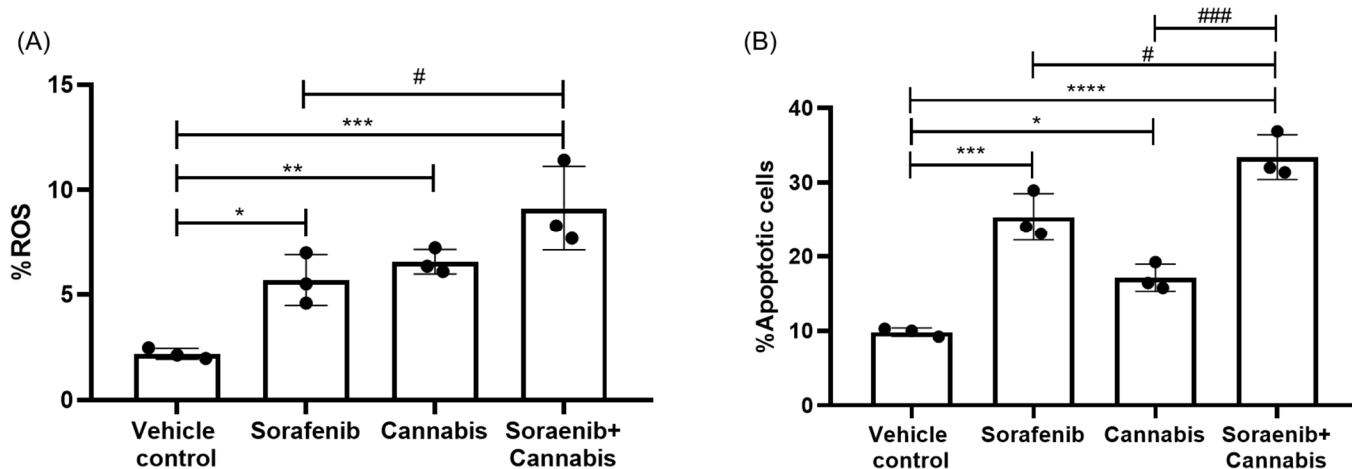 (A)
#
***
**
*
%ROS
15
10
5
0
Vehicle
control
Sorafenib
Cannabis
Soraenib+
Cannabis
(B)
###
#
****
*
***
%Apoptotic cells
40
30
20
10
0
Vehicle
control
Sorafenib
Cannabis
Soraenib+
Cannabis